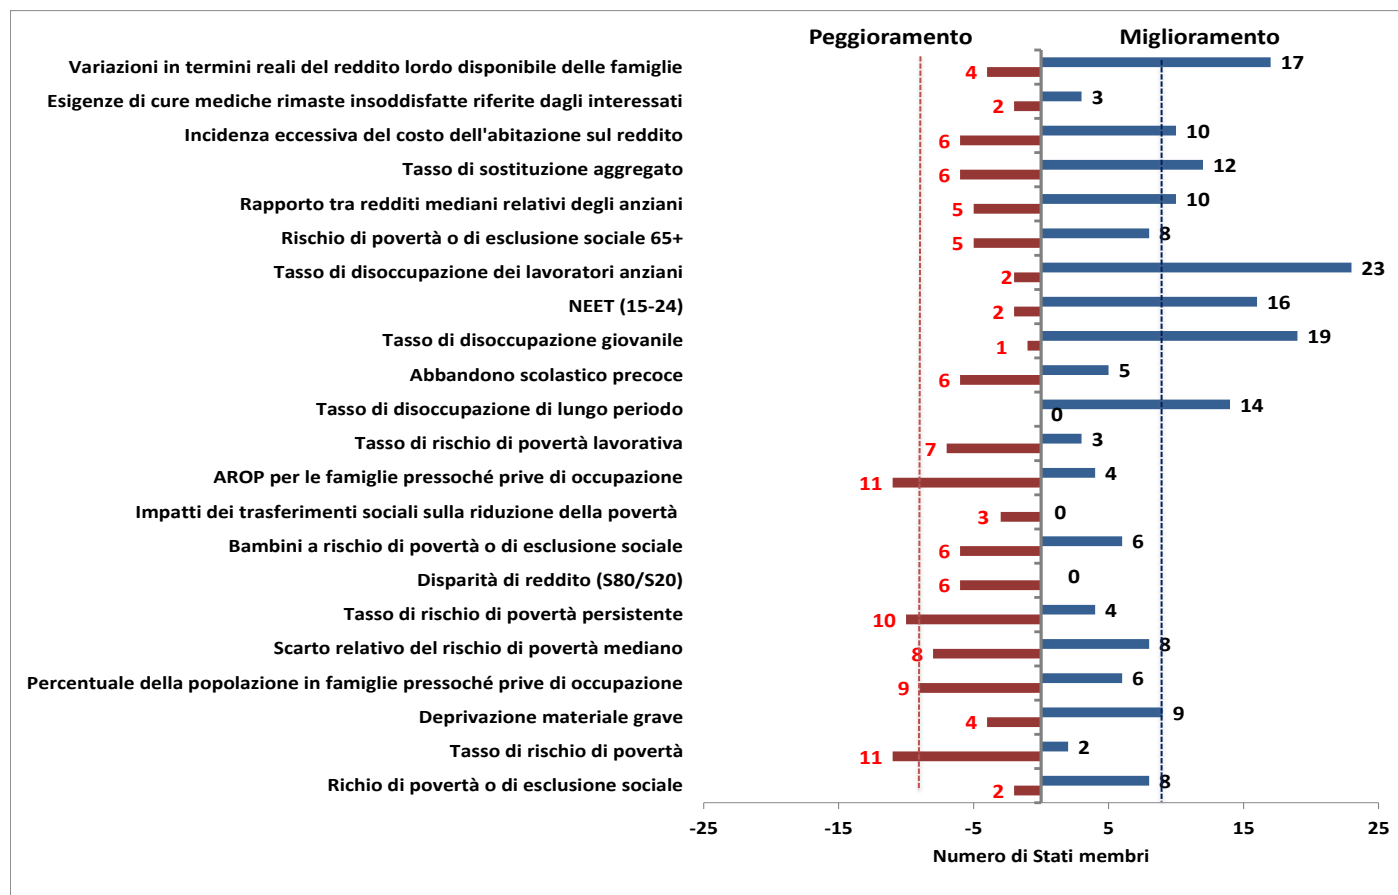 Peggioramento Miglioramento
Variazioni in termini reali del reddito lordo disponibile delle famiglie 4 17
Esigenze di cure mediche rimaste insoddisfatte riferite dagli interessati 2 3
Incidenza eccessiva del costo dell'abitazione sul reddito 6 10
Tasso di sostituzione aggregato 6 12
Rapporto tra redditi mediani relativi degli anziani 5 10
Rischio di povertà o di esclusione sociale 65+ 5 8
Tasso di disoccupazione dei lavoratori anziani 2 23
NEET (15-24) 2 16
Tasso di disoccupazione giovanile 1 19
Abbandono scolastico precoce 6 5
Tasso di disoccupazione di lungo periodo 0 14
Tasso di rischio di povertà lavorativa 7 3
AROP per le famiglie pressoché prive di occupazione 11 4
Impatti dei trasferimenti sociali sulla riduzione della povertà 3 0
Bambini a rischio di povertà o di esclusione sociale 6 6
Disparità di reddito (S80/S20) 6 0
Tasso di rischio di povertà persistente 10 4
Scarto relativo del rischio di povertà mediano 8 8
Percentuale della popolazione in famiglie pressoché prive di occupazione 9 6
Deprivazione materiale grave 4 9
Tasso di rischio di povertà 11 2
Richio di povertà o di esclusione sociale 2 8
-25 -15 -5 5 15 25
Numero di Stati membri